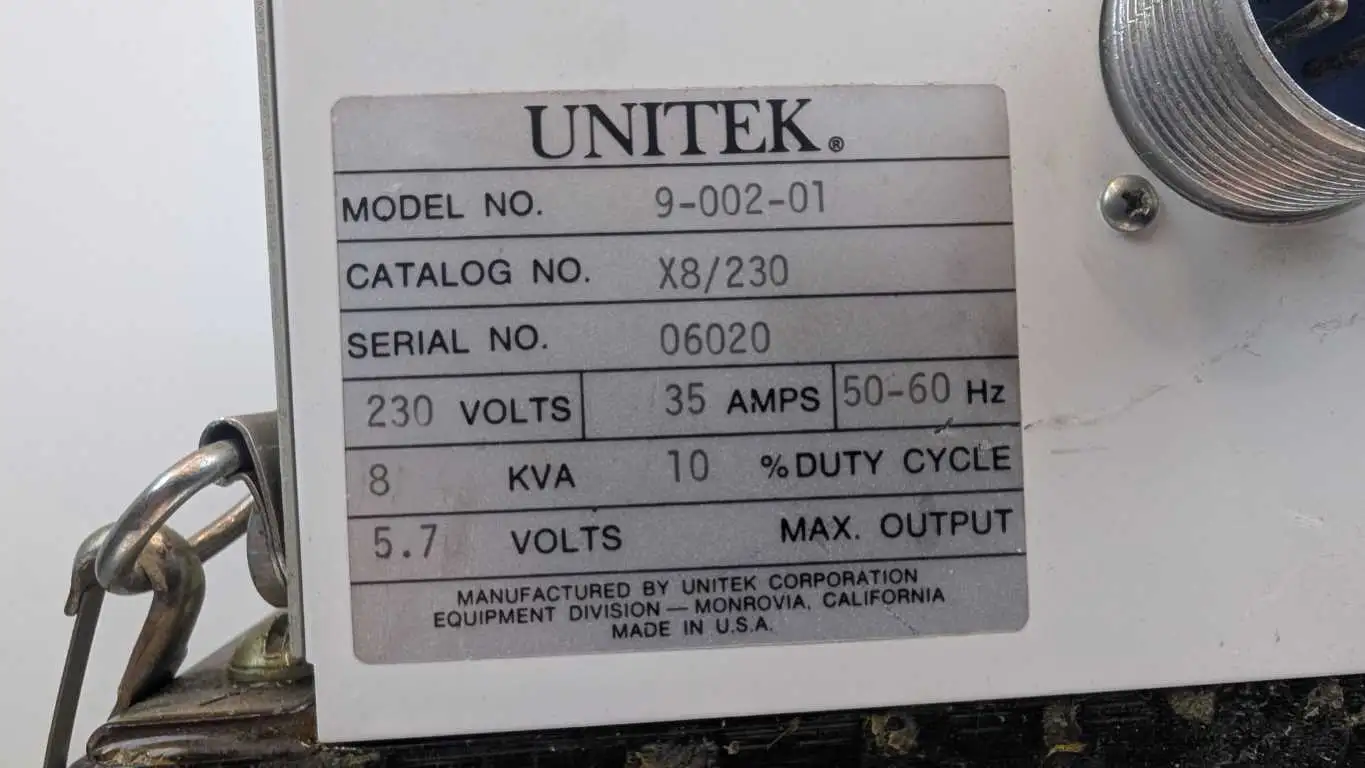 UNITEK®
MODEL NO. 9-002-01
CATALOG NO. X8/230
SERIAL NO. 06020
230 VOLTS 35 AMPS 50-60 Hz
8 KVA 10 % DUTY CYCLE
5.7 VOLTS MAX. OUTPUT
MANUFACTURED BY UNITEK CORPORATION
EQUIPMENT DIVISION — MONROVIA, CALIFORNIA
MADE IN U.S.A.